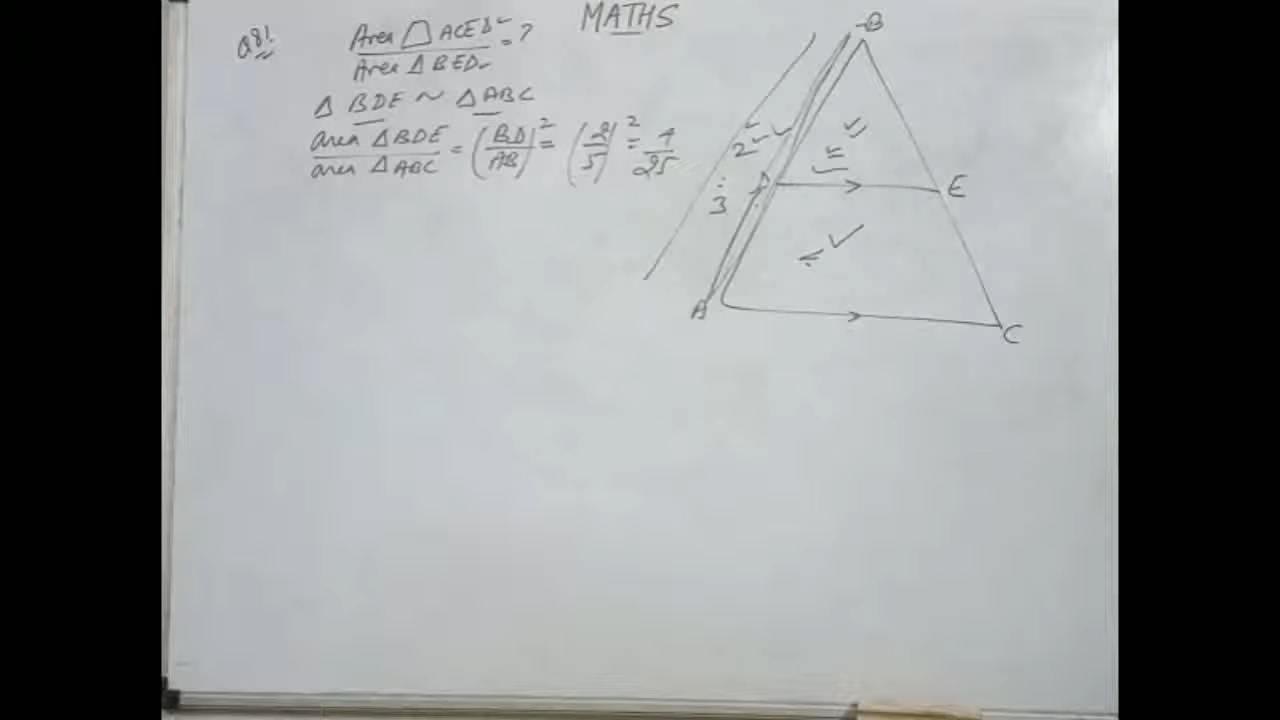 MATHS
Q81.
Area ⏢ ACED = ?
Area Δ BED
Δ BDE ~ Δ ABC
area Δ BDE = (BD)² = (2)² = 4
area Δ ABC (AB) (5) 25
B
2
:
3
D
E
A
C